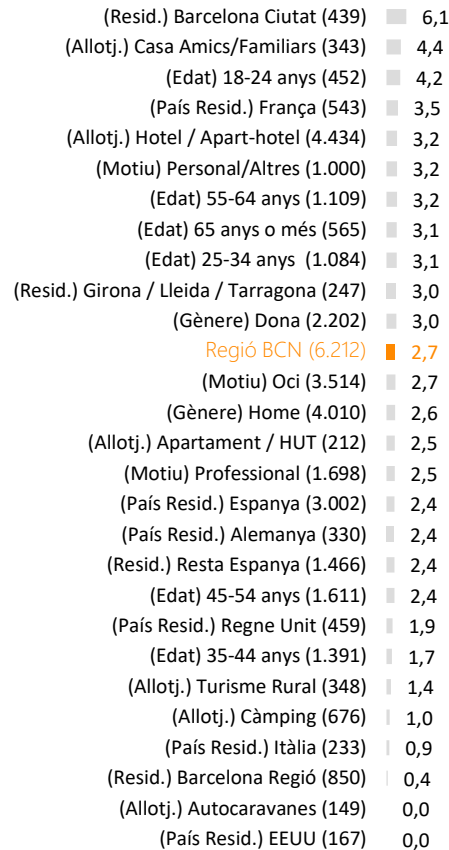 (Resid.) Barcelona Ciutat (439) 6,1
(Allotj.) Casa Amics/Familiars (343) 4,4
(Edat) 18-24 anys (452) 4,2
(País Resid.) França (543) 3,5
(Allotj.) Hotel / Apart-hotel (4.434) 3,2
(Motiu) Personal/Altres (1.000) 3,2
(Edat) 55-64 anys (1.109) 3,2
(Edat) 65 anys o més (565) 3,1
(Edat) 25-34 anys (1.084) 3,1
(Resid.) Girona / Lleida / Tarragona (247) 3,0
(Gènere) Dona (2.202) 3,0
Regió BCN (6.212) 2,7
(Motiu) Oci (3.514) 2,7
(Gènere) Home (4.010) 2,6
(Allotj.) Apartament / HUT (212) 2,5
(Motiu) Professional (1.698) 2,5
(País Resid.) Espanya (3.002) 2,4
(País Resid.) Alemanya (330) 2,4
(Resid.) Resta Espanya (1.466) 2,4
(Edat) 45-54 anys (1.611) 2,4
(País Resid.) Regne Unit (459) 1,9
(Edat) 35-44 anys (1.391) 1,7
(Allotj.) Turisme Rural (348) 1,4
(Allotj.) Càmping (676) 1,0
(País Resid.) Itàlia (233) 0,9
(Resid.) Barcelona Regió (850) 0,4
(Allotj.) Autocaravanes (149) 0,0
(País Resid.) EEUU (167) 0,0